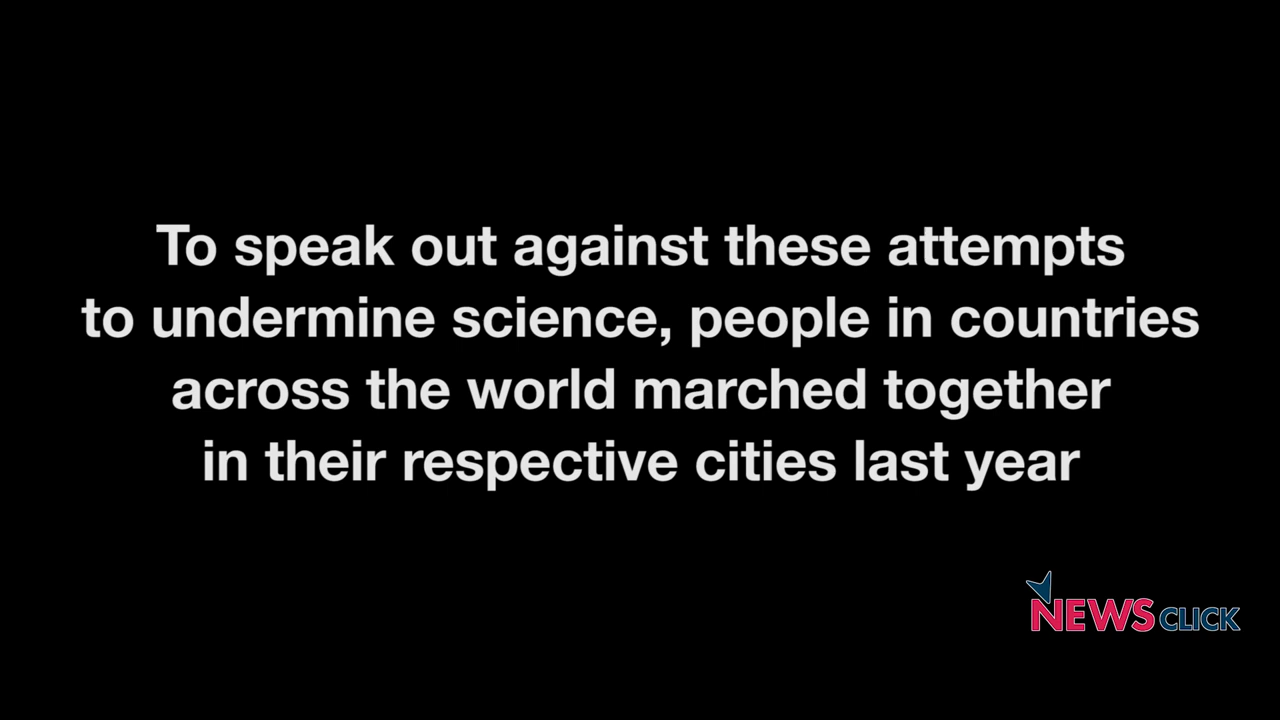 To speak out against these attempts
to undermine science, people in countries
across the world marched together
in their respective cities last year
NEWSCLICK